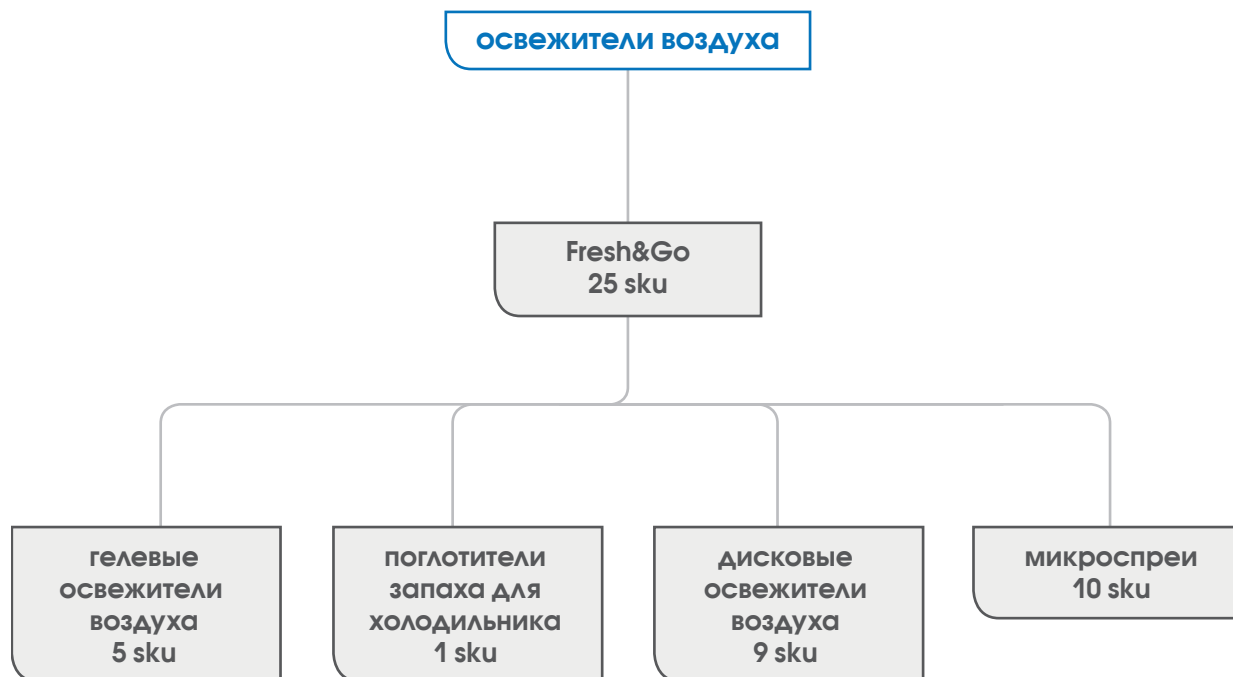 освежители воздуха
Fresh&Go
25 sku
гелевые
освежители
воздуха
5 sku
поглотители
запаха для
холодильника
1 sku
дисковые
освежители
воздуха
9 sku
микроспреи
10 sku